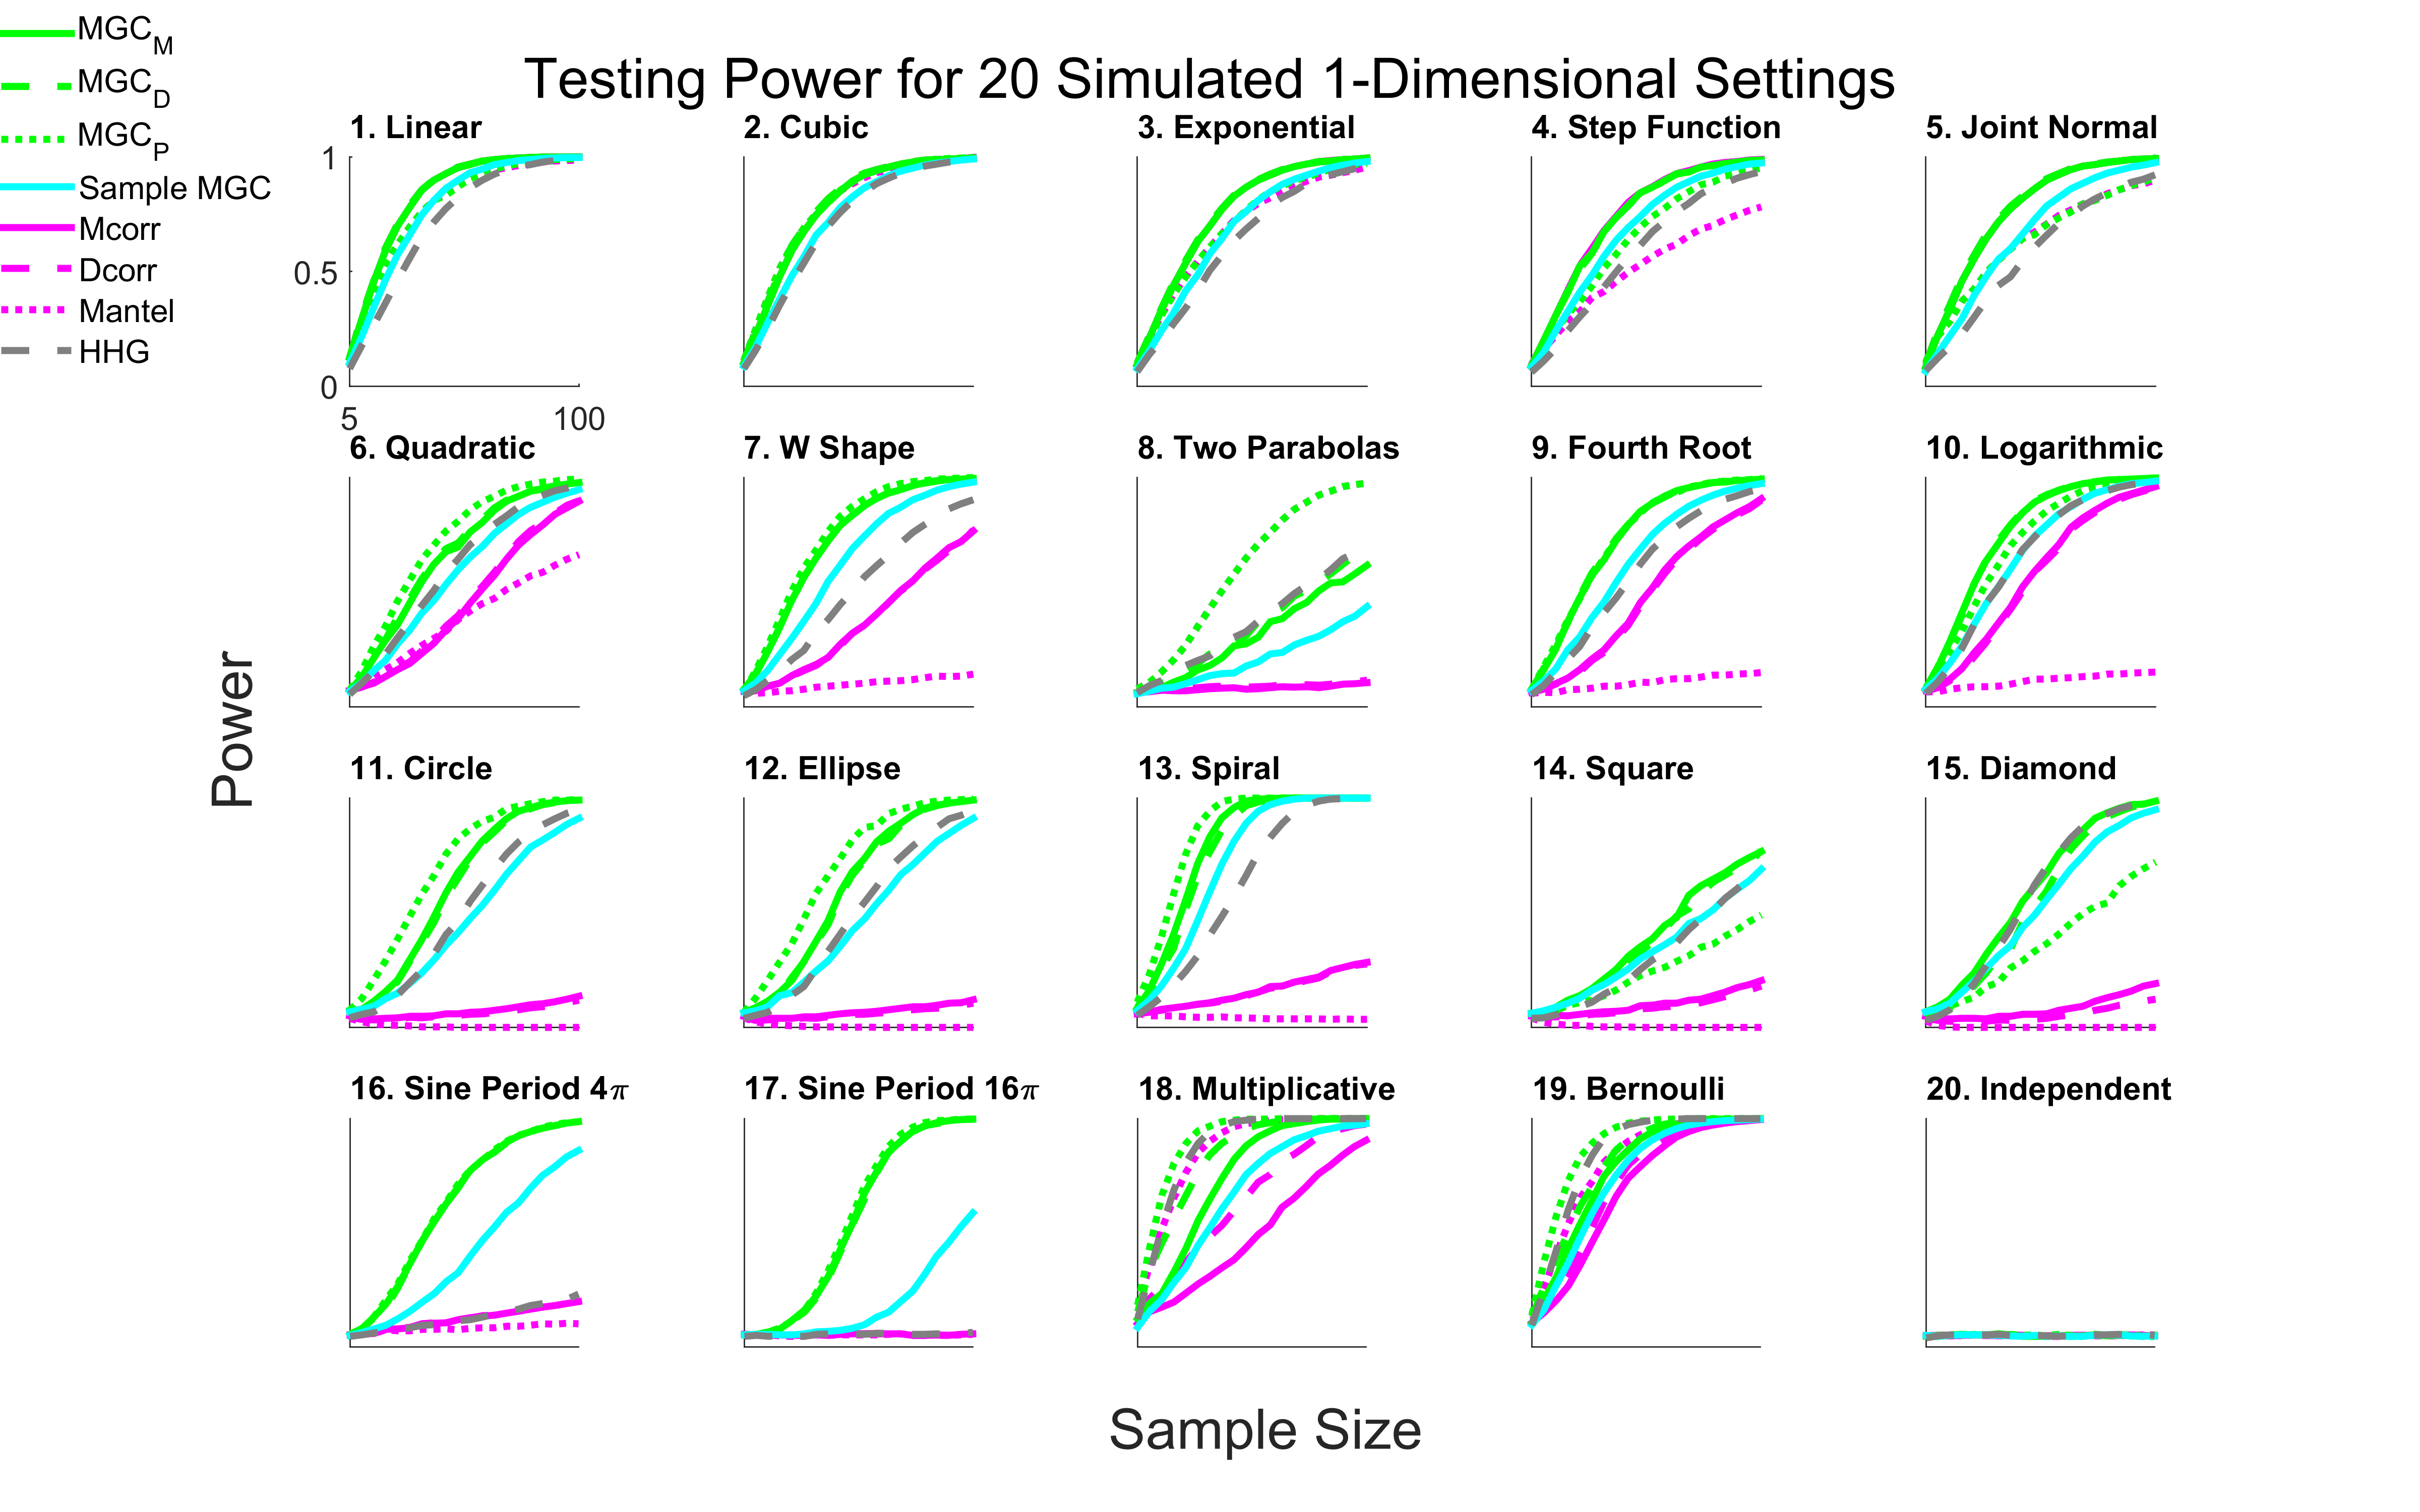 MGC_M
MGC_D
MGC_P
Sample MGC
Mcorr
Dcorr
Mantel
HHG
Testing Power for 20 Simulated 1-Dimensional Settings
1. Linear
2. Cubic
3. Exponential
4. Step Function
5. Joint Normal
1
0.5
0
5 100
6. Quadratic
7. W Shape
8. Two Parabolas
9. Fourth Root
10. Logarithmic
11. Circle
12. Ellipse
13. Spiral
14. Square
15. Diamond
16. Sine Period 4π
17. Sine Period 16π
18. Multiplicative
19. Bernoulli
20. Independent
Power
Sample Size